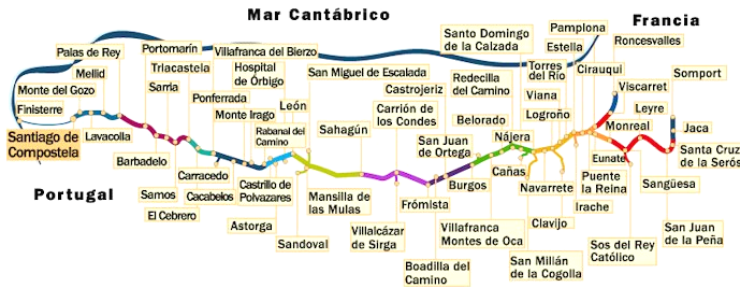 Mar Cantábrico
Francia
Portugal
Santo Domingo
de la Calzada
Pamplona
Estella
Roncesvalles
Palas de Rey
Portomarín
Villafranca del Bierzo
Mellid
Triacastela
Hospital
de Órbigo
San Miguel de Escalada
Redecilla
del Camino
Torres
del Río
Cirauqui
Somport
Monte del Gozo
Sarria
Ponferrada
León
Castrojeriz
Viana
Viscarret
Finisterre
Monte Irago
Carrión de
los Condes
Logroño
Leyre
Santiago de
Compostela
Lavacolla
Rabanal del
Camino
Sahagún
San Juan
de Ortega
Belorado
Nájera
Monreal
Jaca
Barbadelo
Carracedo
Castrillo de
Polvazares
Burgos
Cañas
Eunate
Santa Cruz
de la Serós
Samos
Cacabelos
Mansilla de
las Mulas
Frómista
Navarrete
Puente
la Reina
Sangüesa
El Cebrero
Astorga
Sandoval
Villalcázar
de Sirga
Villafranca
Montes de Oca
Clavijo
Irache
San Juan
de la Peña
Boadilla del
Camino
San Millán
de la Cogolla
Sos del Rey
Católico